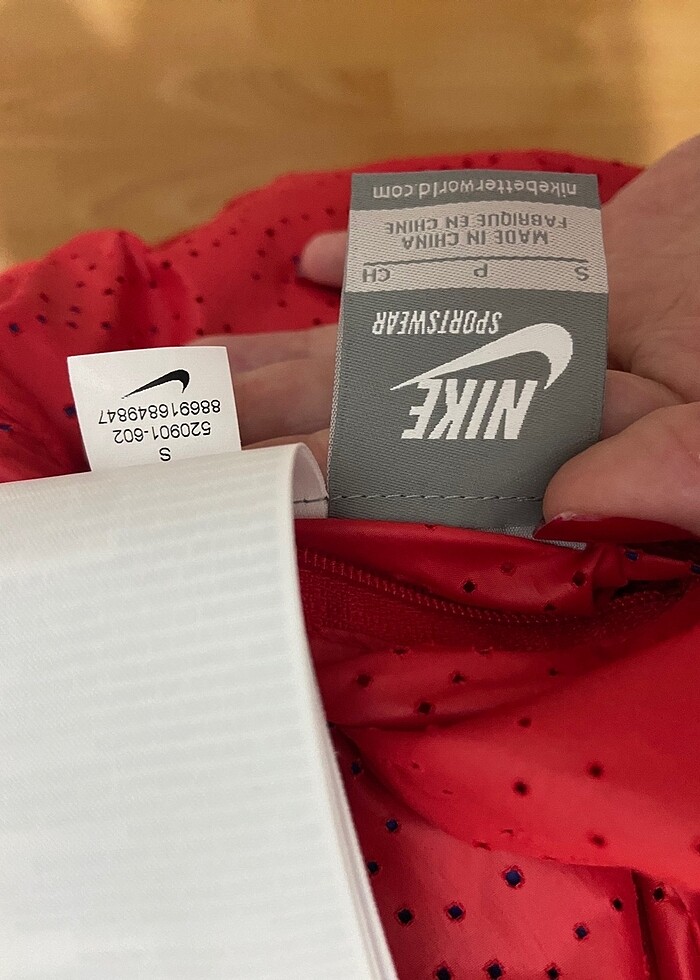 S
520901-602
886916849847
NIKE
SPORTSWEAR
S P CH
MADE IN CHINA
FABRIQUE EN CHINE
nikebetterworld.com